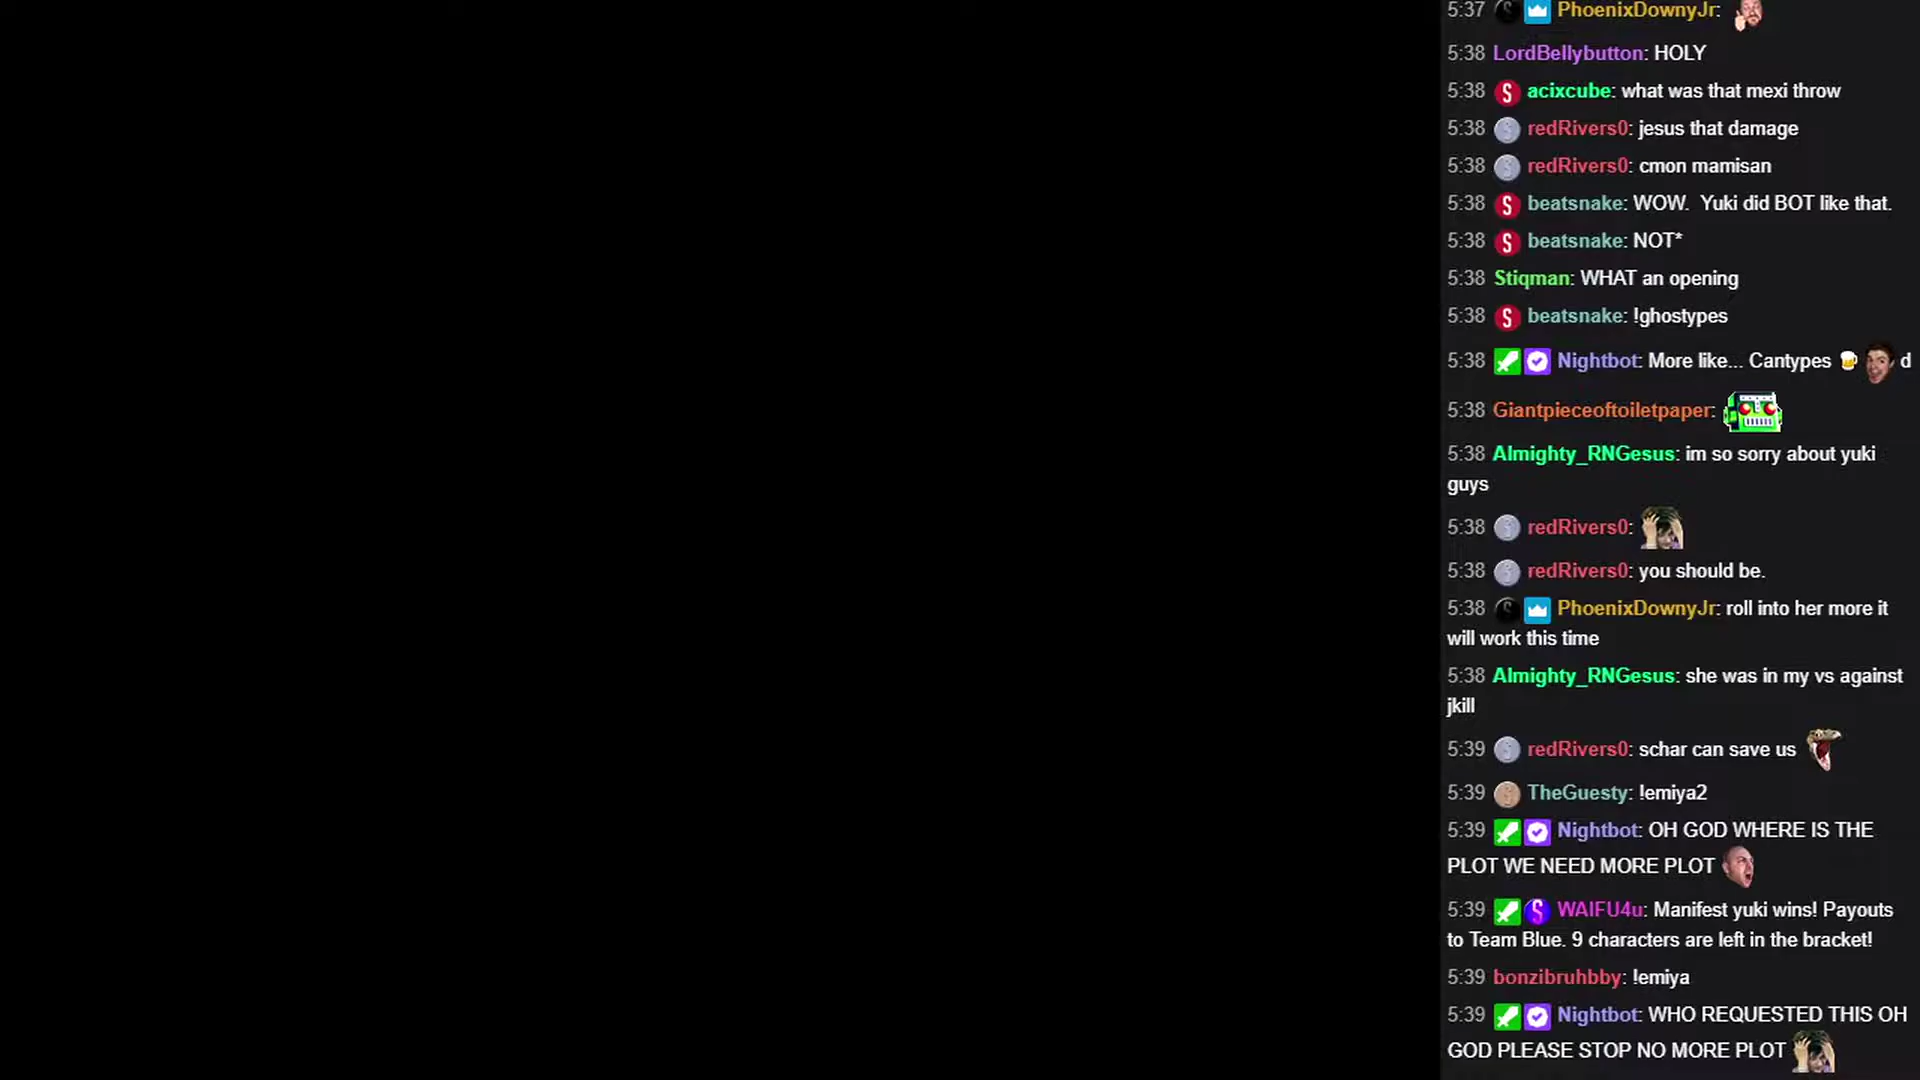 5:37 PhoenixDownyJr:
5:38 LordBellybutton: HOLY
5:38 acixcube: what was that mexi throw
5:38 redRivers0: jesus that damage
5:38 redRivers0: cmon mamisan
5:38 beatsnake: WOW. Yuki did BOT like that.
5:38 beatsnake: NOT*
5:38 Stiqman: WHAT an opening
5:38 beatsnake: !ghostypes
5:38 Nightbot: More like... Cantypes d
5:38 Giantpieceoftoiletpaper:
5:38 Almighty_RNGesus: im so sorry about yuki
guys
5:38 redRivers0:
5:38 redRivers0: you should be.
5:38 PhoenixDownyJr: roll into her more it
will work this time
5:38 Almighty_RNGesus: she was in my vs against
jkill
5:39 redRivers0: schar can save us
5:39 TheGuesty: !emiya2
5:39 Nightbot: OH GOD WHERE IS THE
PLOT WE NEED MORE PLOT
5:39 WAIFU4u: Manifest yuki wins! Payouts
to Team Blue. 9 characters are left in the bracket!
5:39 bonzibruhbby: !emiya
5:39 Nightbot: WHO REQUESTED THIS OH
GOD PLEASE STOP NO MORE PLOT